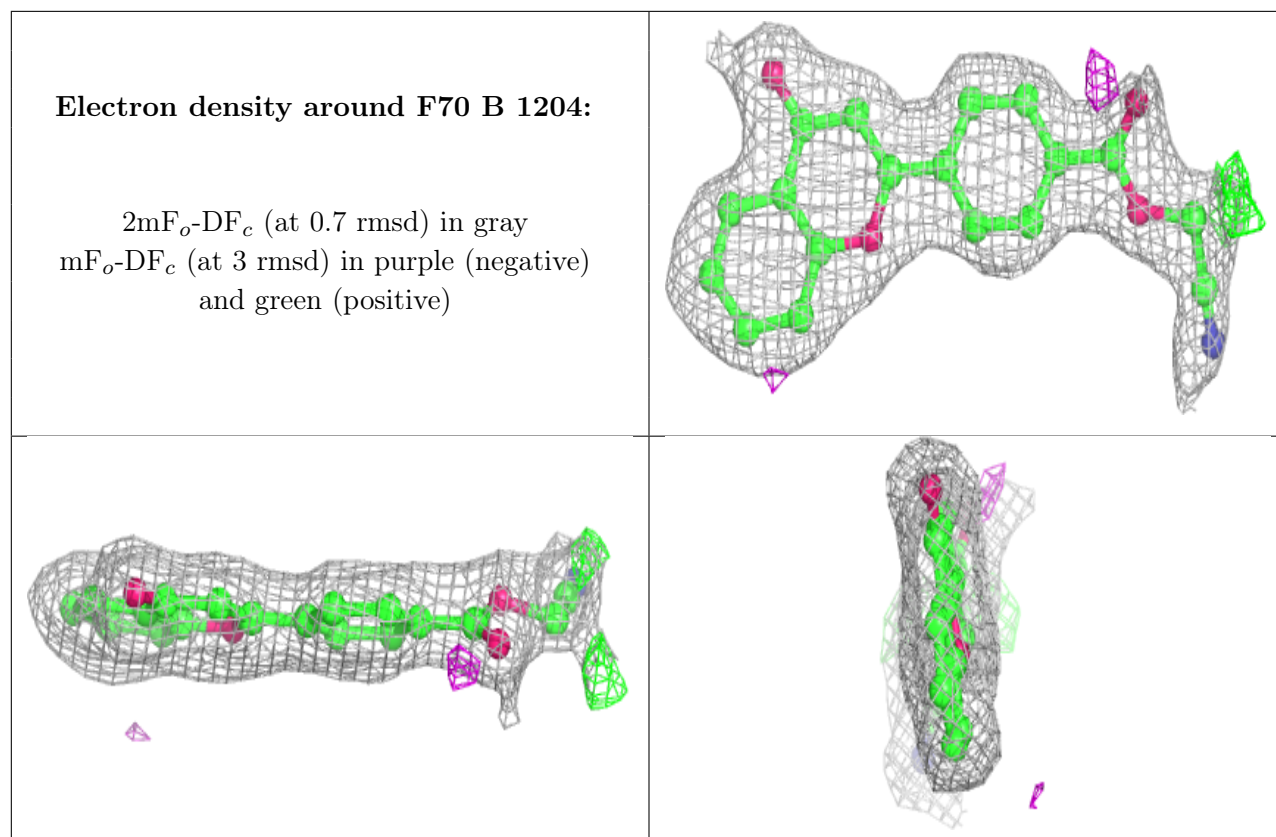 Electron density around F70 B 1204:
2mFₒ-DF𝒸 (at 0.7 rmsd) in gray
mFₒ-DF𝒸 (at 3 rmsd) in purple (negative)
and green (positive)